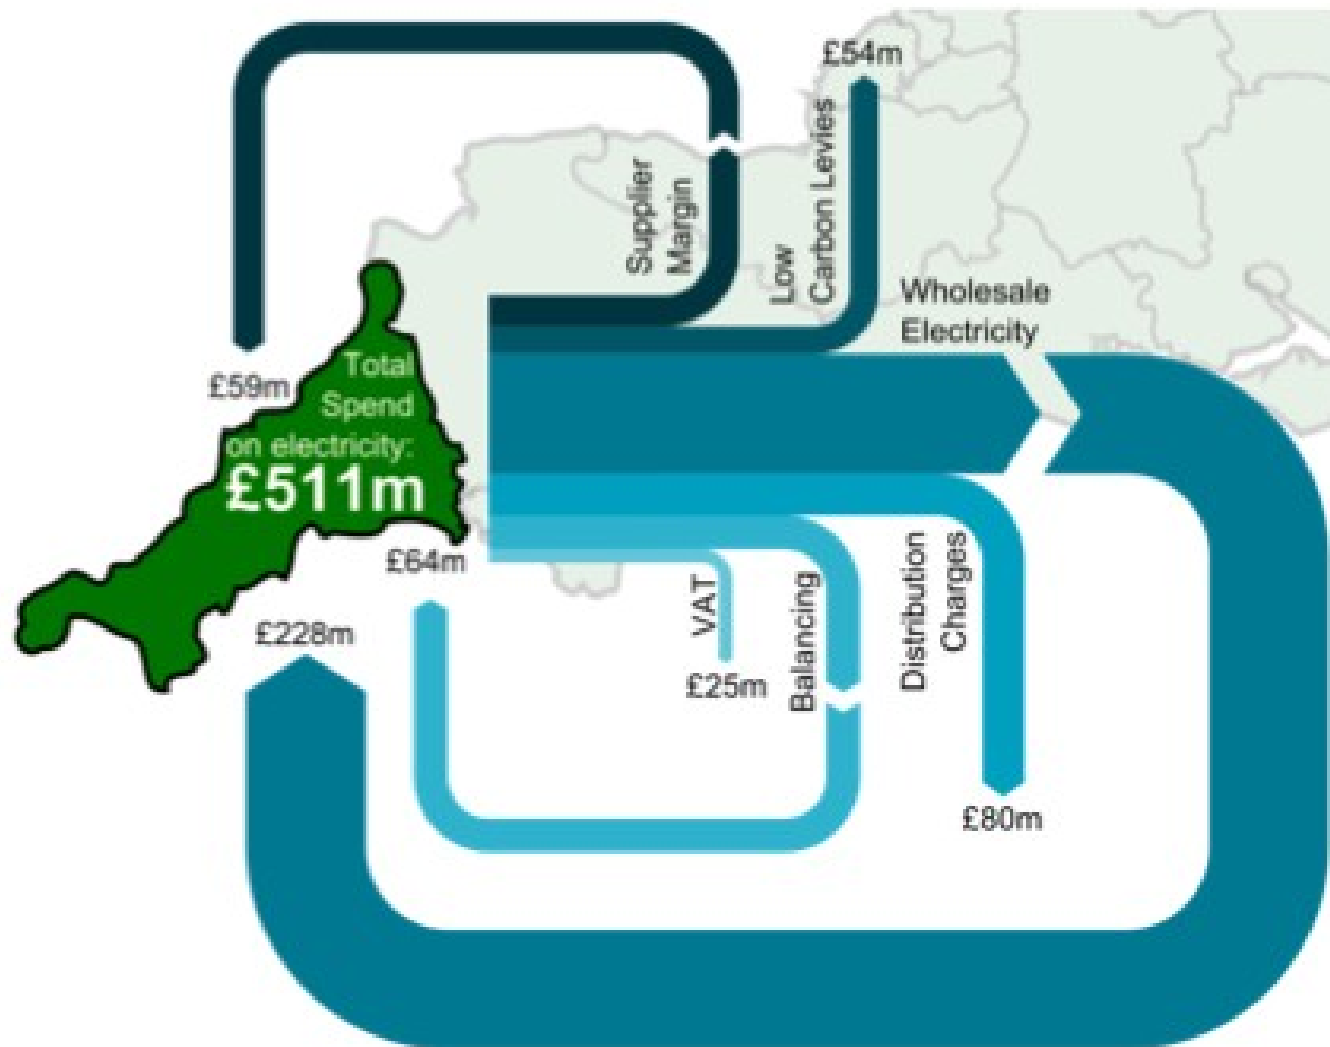 £54m
Supplier
Margin
Low
Carbon Levies
Wholesale
Electricity
£59m
Total
Spend
on electricity:
£511m
£64m
£228m
VAT
£25m
Balancing
Distribution
Charges
£80m